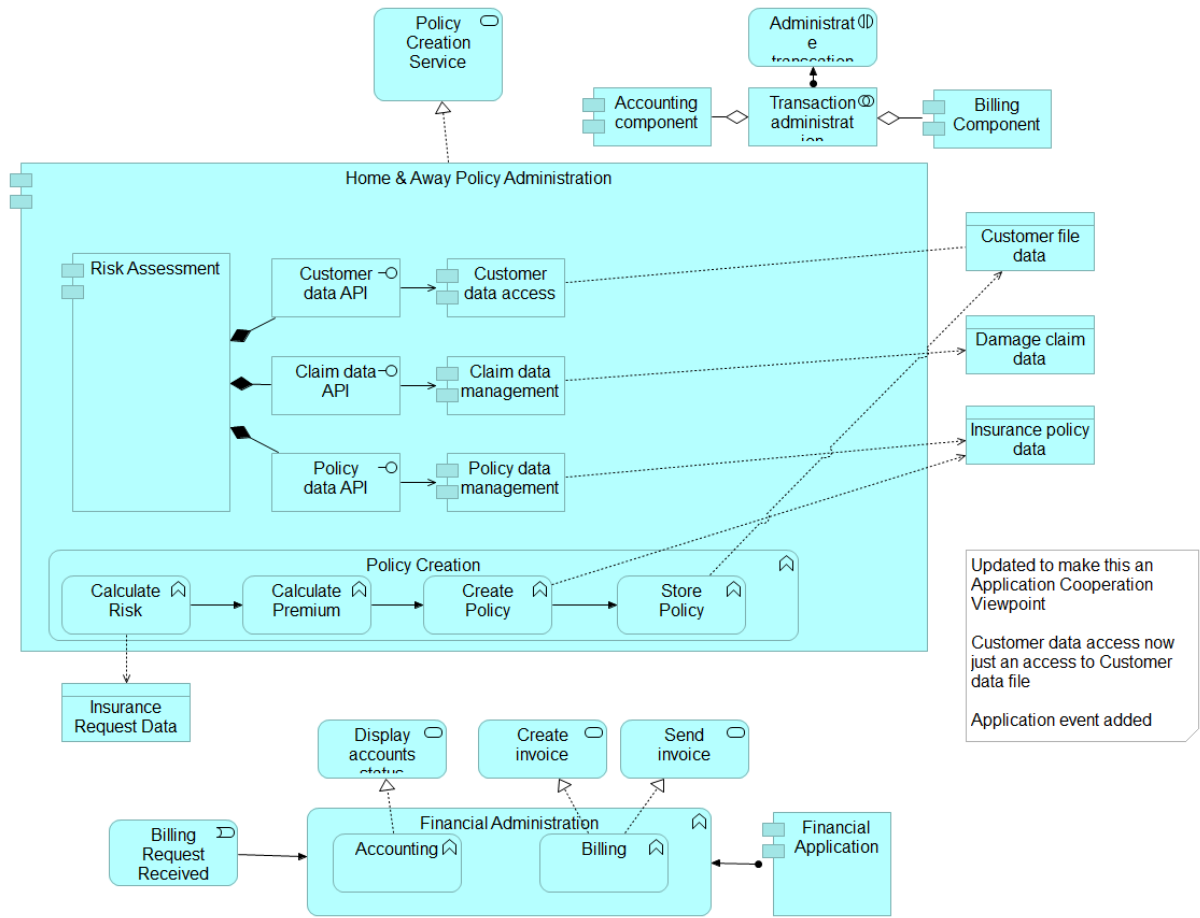 Policy
Creation
Service
Administrat
e
Accounting
component
Transaction
administrat
Billing
Component
Home & Away Policy Administration
Risk Assessment
Customer
data API
Customer
data access
Claim data
API
Claim data
management
Policy
data API
Policy data
management
Customer file
data
Damage claim
data
Insurance policy
data
Policy Creation
Calculate
Risk
Calculate
Premium
Create
Policy
Store
Policy
Insurance
Request Data
Updated to make this an
Application Cooperation
Viewpoint
Customer data access now
just an access to Customer
data file
Application event added
Display
accounts
Create
invoice
Send
invoice
Billing
Request
Received
Financial Administration
Accounting
Billing
Financial
Application